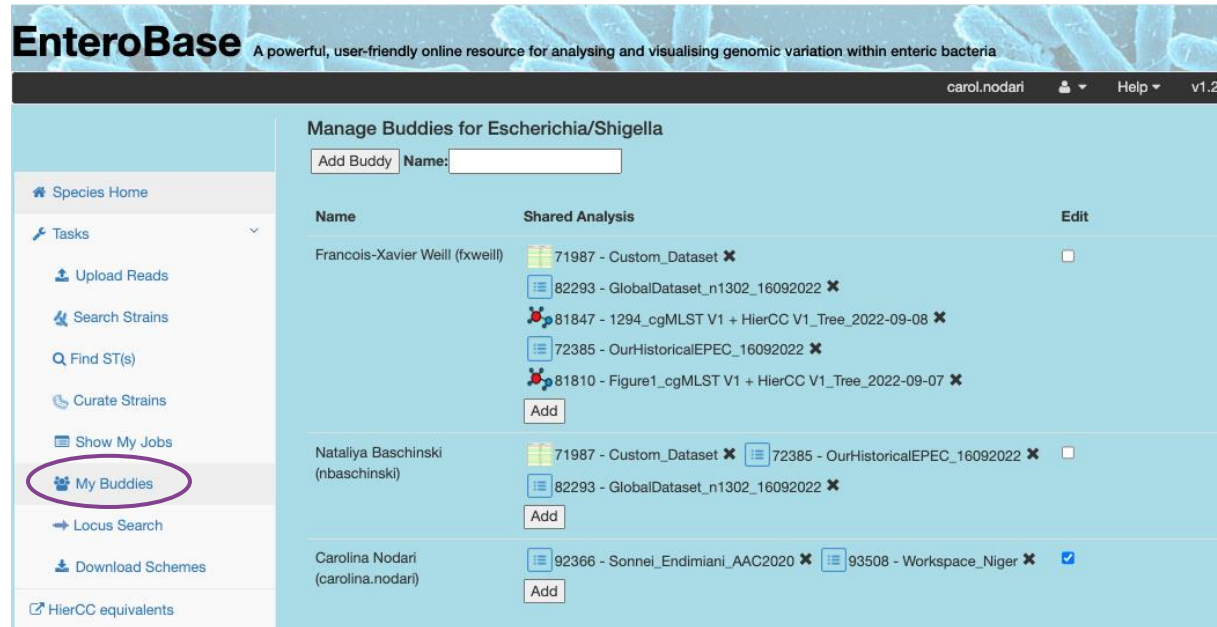 EnteroBase A powerful, user-friendly online resource for analysing and visualising genomic variation within enteric bacteria
carol.nodari Help v1.2
Manage Buddies for Escherichia/Shigella
Add Buddy Name:
Species Home
Tasks
Upload Reads
Search Strains
Find ST(s)
Curate Strains
Show My Jobs
My Buddies
Locus Search
Download Schemes
HierCC equivalents
Name Shared Analysis Edit
Francois-Xavier Weill (fxweill)
71987 - Custom_Dataset ✖
82293 - GlobalDataset_n1302_16092022 ✖
81847 - 1294_cgMLST V1 + HierCC V1_Tree_2022-09-08 ✖
72385 - OurHistoricalEPEC_16092022 ✖
81810 - Figure1_cgMLST V1 + HierCC V1_Tree_2022-09-07 ✖
Add
Nataliya Baschinski
(nbaschinski)
71987 - Custom_Dataset ✖ 72385 - OurHistoricalEPEC_16092022 ✖
82293 - GlobalDataset_n1302_16092022 ✖
Add
Carolina Nodari
(carolina.nodari)
92366 - Sonnei_Endimiani_AAC2020 ✖ 93508 - Workspace_Niger ✖
Add